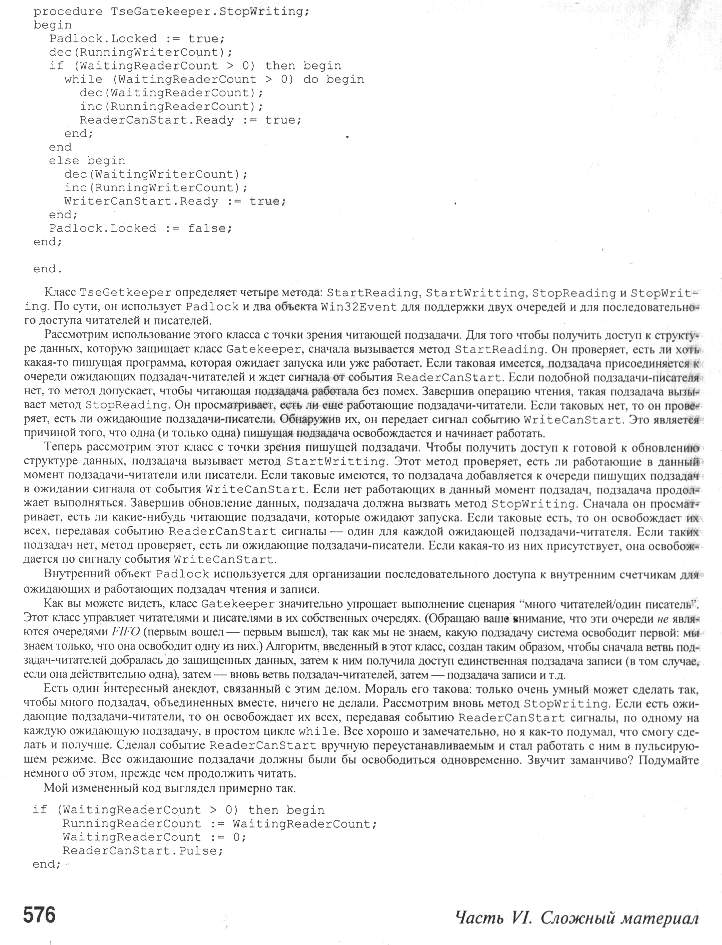 procedure TseGatekeeper.StopWriting;
begin
Padlock.Locked := true;
dec(RunningWriterCount);
if (WaitingReaderCount > 0) then begin
while (WaitingReaderCount > 0) do begin
dec(WaitingReaderCount);
inc(RunningReaderCount);
ReaderCanStart.Ready := true;
end;
end
else begin
dec(WaitingWriterCount);
inc(RunningWriterCount);
WriterCanStart.Ready := true;
end;
Padlock.Locked := false;
end;
end.
Класс TseGetkeeper определяет четыре метода: StartReading, StartWritting, StopReading и StopWrit-
ing. По сути, он использует Padlock и два объекта Win32Event для поддержки двух очередей и для последовательно-
го доступа читателей и писателей.
Рассмотрим использование этого класса с точки зрения читающей подзадачи. Для того чтобы получить доступ к структу-
ре данных, которую защищает класс Gatekeeper, сначала вызывается метод StartReading. Он проверяет, есть ли хоть
какая-то пишущая программа, которая ожидает запуска или уже работает. Если таковая имеется, подзадача присоединяется к
очереди ожидающих подзадач-читателей и ждет сигнала от события ReaderCanStart. Если подобной подзадачи-писателя
нет, то метод допускает, чтобы читающая подзадача работала без помех. Завершив операцию чтения, такая подзадача вызы-
вает метод StopReading. Он просматривает, есть ли еще работающие подзадачи-читатели. Если таковых нет, то он прове-
ряет, есть ли ожидающие подзадачи-писатели. Обнаружив их, он передает сигнал событию WriteCanStart. Это является
причиной того, что одна (и только одна) пишущая подзадача освобождается и начинает работать.
Теперь рассмотрим этот класс с точки зрения пишущей подзадачи. Чтобы получить доступ к готовой к обновлению
структуре данных, подзадача вызывает метод StartWritting. Этот метод проверяет, есть ли работающие в данный
момент подзадачи-читатели или писатели. Если таковые имеются, то подзадача добавляется к очереди пишущих подзадач
в ожидании сигнала от события WriteCanStart. Если нет работающих в данный момент подзадач, подзадача продол-
жает выполняться. Завершив обновление данных, подзадача должна вызвать метод StopWriting. Сначала он просмат-
ривает, есть ли какие-нибудь читающие подзадачи, которые ожидают запуска. Если таковые есть, то он освобождает их
всех, передавая событию ReaderCanStart сигналы — один для каждой ожидающей подзадачи-читателя. Если таких
подзадач нет, метод проверяет, есть ли ожидающие подзадачи-писатели. Если какая-то из них присутствует, она освобож-
дается по сигналу события WriteCanStart.
Внутренний объект Padlock используется для организации последовательного доступа к внутренним счетчикам для
ожидающих и работающих подзадач чтения и записи.
Как вы можете видеть, класс Gatekeeper значительно упрощает выполнение сценария "много читателей/один писатель".
Этот класс управляет читателями и писателями в их собственных очередях. (Обращаю ваше внимание, что эти очереди не явля-
ются очередями FIFO (первым вошел — первым вышел), так как мы не знаем, какую подзадачу система освободит первой: мы
знаем только, что она освободит одну из них.) Алгоритм, введенный в этот класс, создан таким образом, чтобы сначала ветвь под-
задач-читателей добралась до защищенных данных, затем к ним получила доступ единственная подзадача записи (в том случае,
если она действительно одна), затем — вновь ветвь подзадач-читателей, затем — подзадача записи и т.д.
Есть один интересный анекдот, связанный с этим делом. Мораль его такова: только очень умный может сделать так,
чтобы много подзадач, объединенных вместе, ничего не делали. Рассмотрим вновь метод StopWriting. Если есть ожи-
дающие подзадачи-читатели, то он освобождает их всех, передавая событию ReaderCanStart сигналы, по одному на
каждую ожидающую подзадачу, в простом цикле while. Все хорошо и замечательно, но я как-то подумал, что смогу сде-
лать и получше. Сделал событие ReaderCanStart вручную переустанавливаемым и стал работать с ним в пульсирую-
щем режиме. Все ожидающие подзадачи должны были бы освободиться одновременно. Звучит заманчиво? Подумайте
немного об этом, прежде чем продолжить читать.
Мой измененный код выглядел примерно так.
if (WaitingReaderCount > 0) then begin
RunningReaderCount := WaitingReaderCount;
WaitingReaderCount := 0;
ReaderCanStart.Pulse;
end;
576
Часть VI. Сложный материал